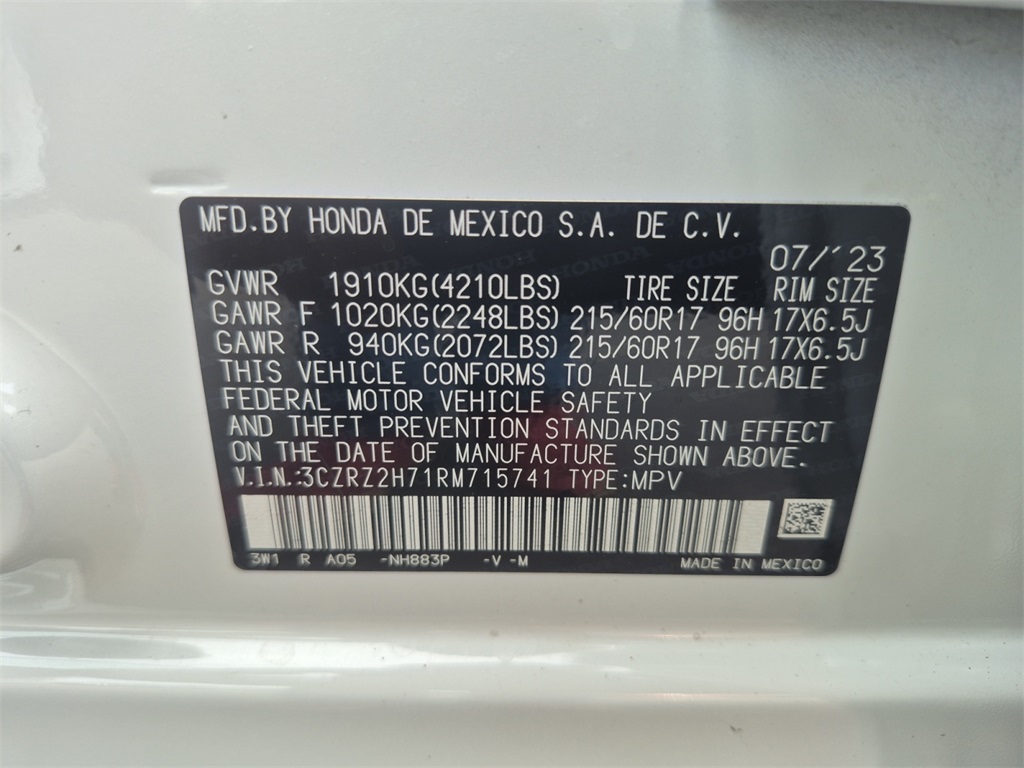 MFD.BY HONDA DE MEXICO S.A. DE C.V.
07/´23
GVWR 1910KG(4210LBS) TIRE SIZE RIM SIZE
GAWR F 1020KG(2248LBS) 215/60R17 96H 17X6.5J
GAWR R 940KG(2072LBS) 215/60R17 96H 17X6.5J
THIS VEHICLE CONFORMS TO ALL APPLICABLE
FEDERAL MOTOR VEHICLE SAFETY
AND THEFT PREVENTION STANDARDS IN EFFECT
ON THE DATE OF MANUFACTURE SHOWN ABOVE.
V.I.N.:3CZRZ2H71RM715741 TYPE:MPV
3W1 R A05 -NH883P -V -M MADE IN MEXICO